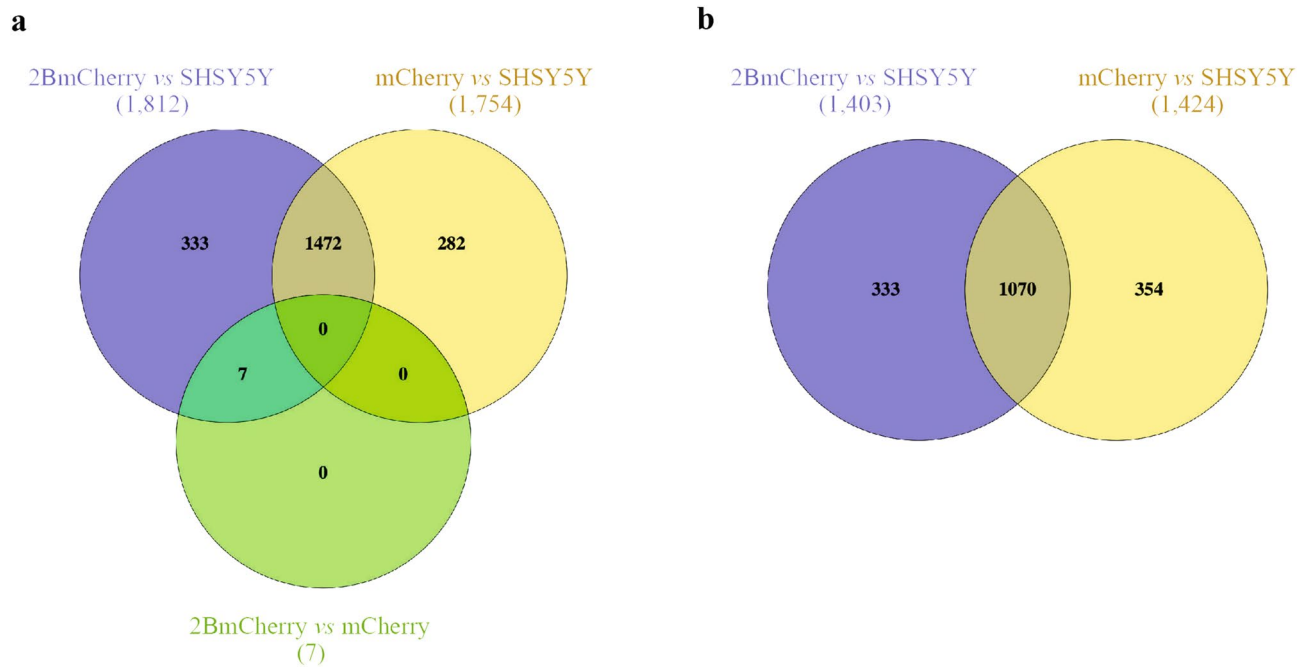 a
2BmCherry vs SHSY5Y
(1,812)
mCherry vs SHSY5Y
(1,754)
333
1472
282
0
7
0
0
2BmCherry vs mCherry
(7)
b
2BmCherry vs SHSY5Y
(1,403)
mCherry vs SHSY5Y
(1,424)
333
1070
354